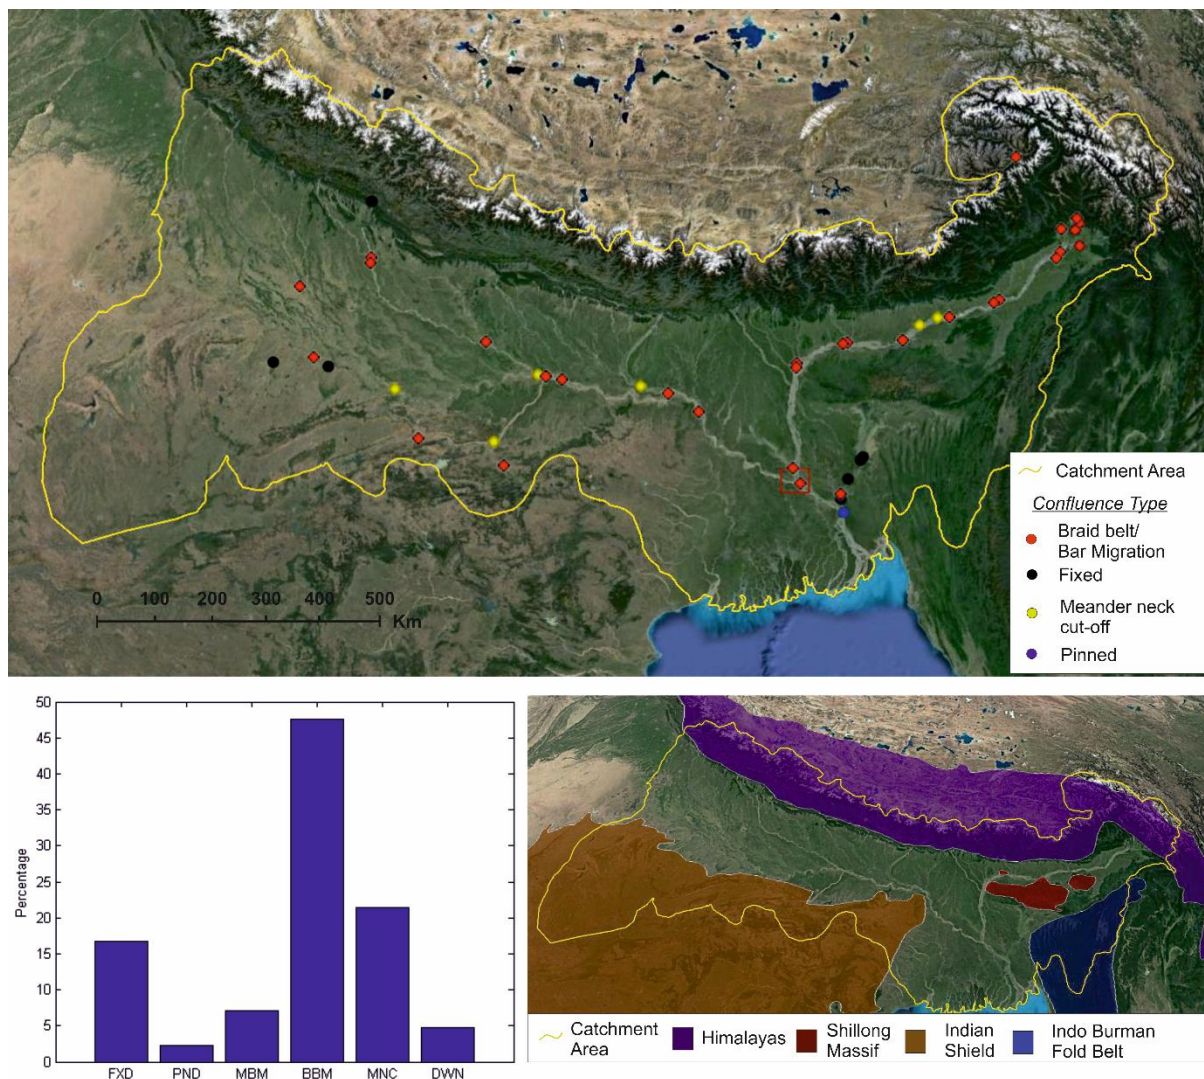 Catchment Area
Confluence Type
Braid belt/
Bar Migration
Fixed
Meander neck
cut-off
Pinned
0 100 200 300 400 500
Km
50
45
40
35
30
25
20
15
10
5
0
Percentage
FXD PND MBM BBM MNC DWN
Catchment
Area
Himalayas
Shillong
Massif
Indian
Shield
Indo Burman
Fold Belt